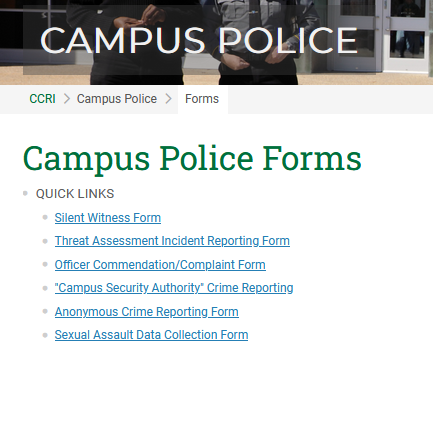 CAMPUS POLICE
CCRI > Campus Police > Forms
Campus Police Forms
QUICK LINKS
Silent Witness Form
Threat Assessment Incident Reporting Form
Officer Commendation/Complaint Form
"Campus Security Authority" Crime Reporting
Anonymous Crime Reporting Form
Sexual Assault Data Collection Form